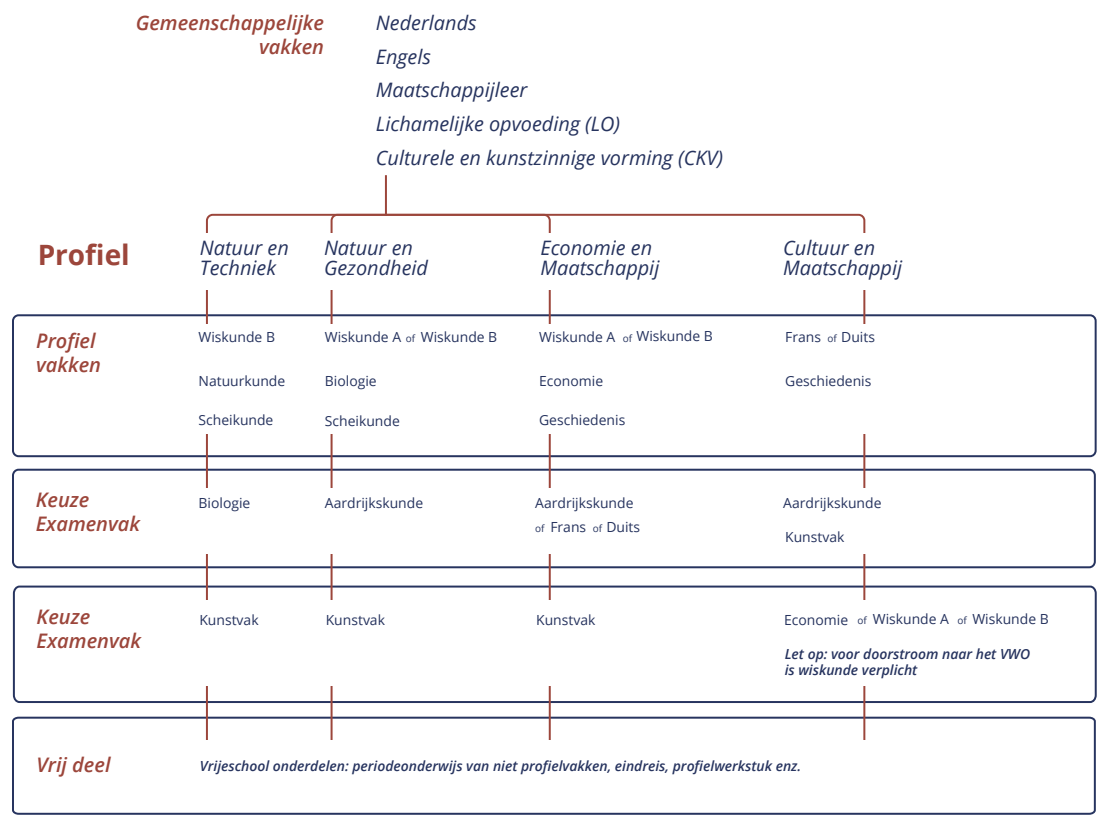 Gemeenschappelijke
vakken
Nederlands
Engels
Maatschappijleer
Lichamelijke opvoeding (LO)
Culturele en kunstzinnige vorming (CKV)
Profiel
Natuur en
Techniek
Natuur en
Gezondheid
Economie en
Maatschappij
Cultuur en
Maatschappij
Profiel
vakken
Wiskunde B
Wiskunde A of Wiskunde B
Wiskunde A of Wiskunde B
Frans of Duits
Natuurkunde
Biologie
Economie
Geschiedenis
Scheikunde
Scheikunde
Geschiedenis
Keuze
Examenvak
Biologie
Aardrijkskunde
Aardrijkskunde
of Frans of Duits
Aardrijkskunde
Kunstvak
Keuze
Examenvak
Kunstvak
Kunstvak
Kunstvak
Economie of Wiskunde A of Wiskunde B
Let op: voor doorstroom naar het VWO
is wiskunde verplicht
Vrij deel
Vrijeschool onderdelen: periodeonderwijs van niet profielvakken, eindreis, profielwerkstuk enz.